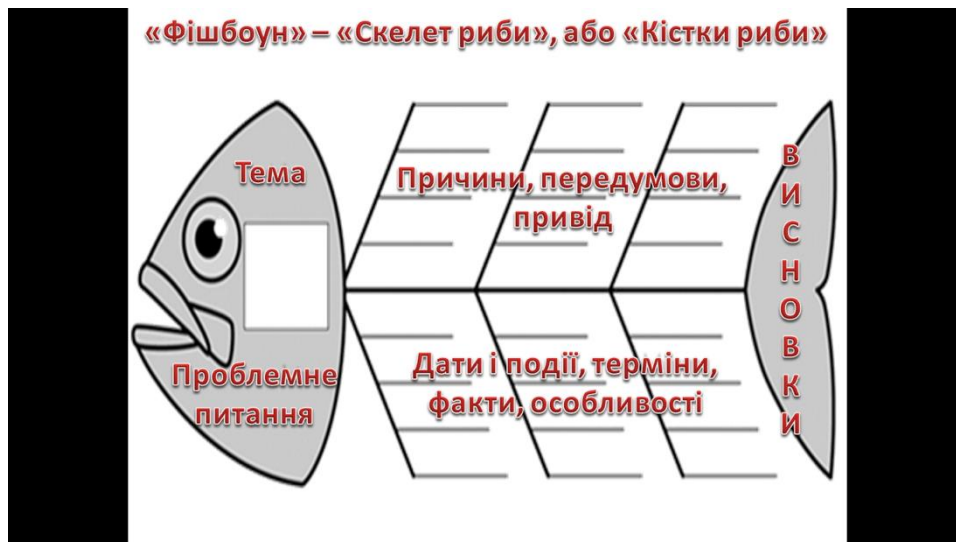 «Фішбоун» – «Скелет риби», або «Кістки риби»
Тема
Причини, передумови,
привід
Проблемне
питання
Дати і події, терміни,
факти, особливості
В
И
С
Н
О
В
К
И